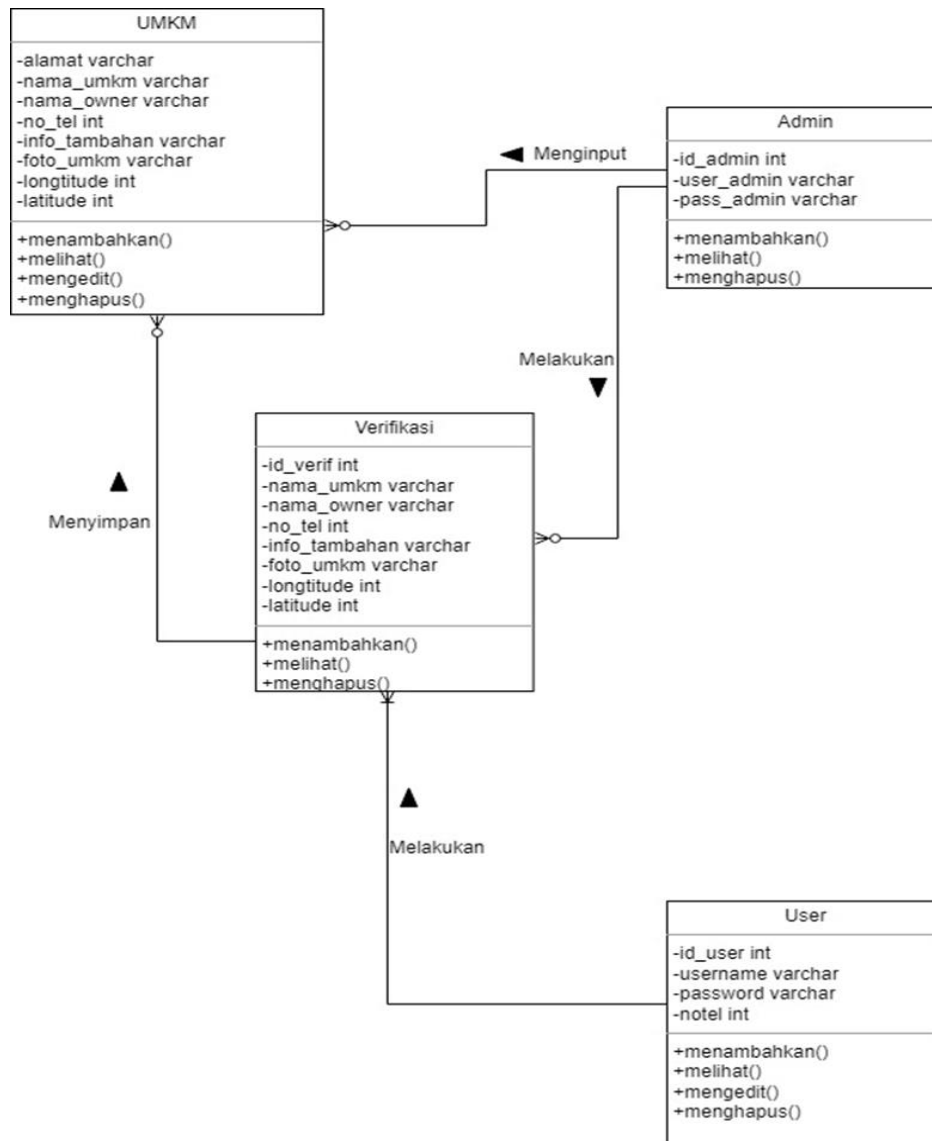 UMKM
-alamat varchar
-nama_umkm varchar
-nama_owner varchar
-no_tel int
-info_tambahan varchar
-foto_umkm varchar
-longtitude int
-latitude int
+menambahkan()
+melihat()
+mengedit()
+menghapus()
Menginput
Admin
-id_admin int
-user_admin varchar
-pass_admin varchar
+menambahkan()
+melihat()
+menghapus()
Melakukan
Menyimpan
Verifikasi
-id_verif int
-nama_umkm varchar
-nama_owner varchar
-no_tel int
-info_tambahan varchar
-foto_umkm varchar
-longtitude int
-latitude int
+menambahkan()
+melihat()
+menghapus()
Melakukan
User
-id_user int
-username varchar
-password varchar
-notel int
+menambahkan()
+melihat()
+mengedit()
+menghapus()